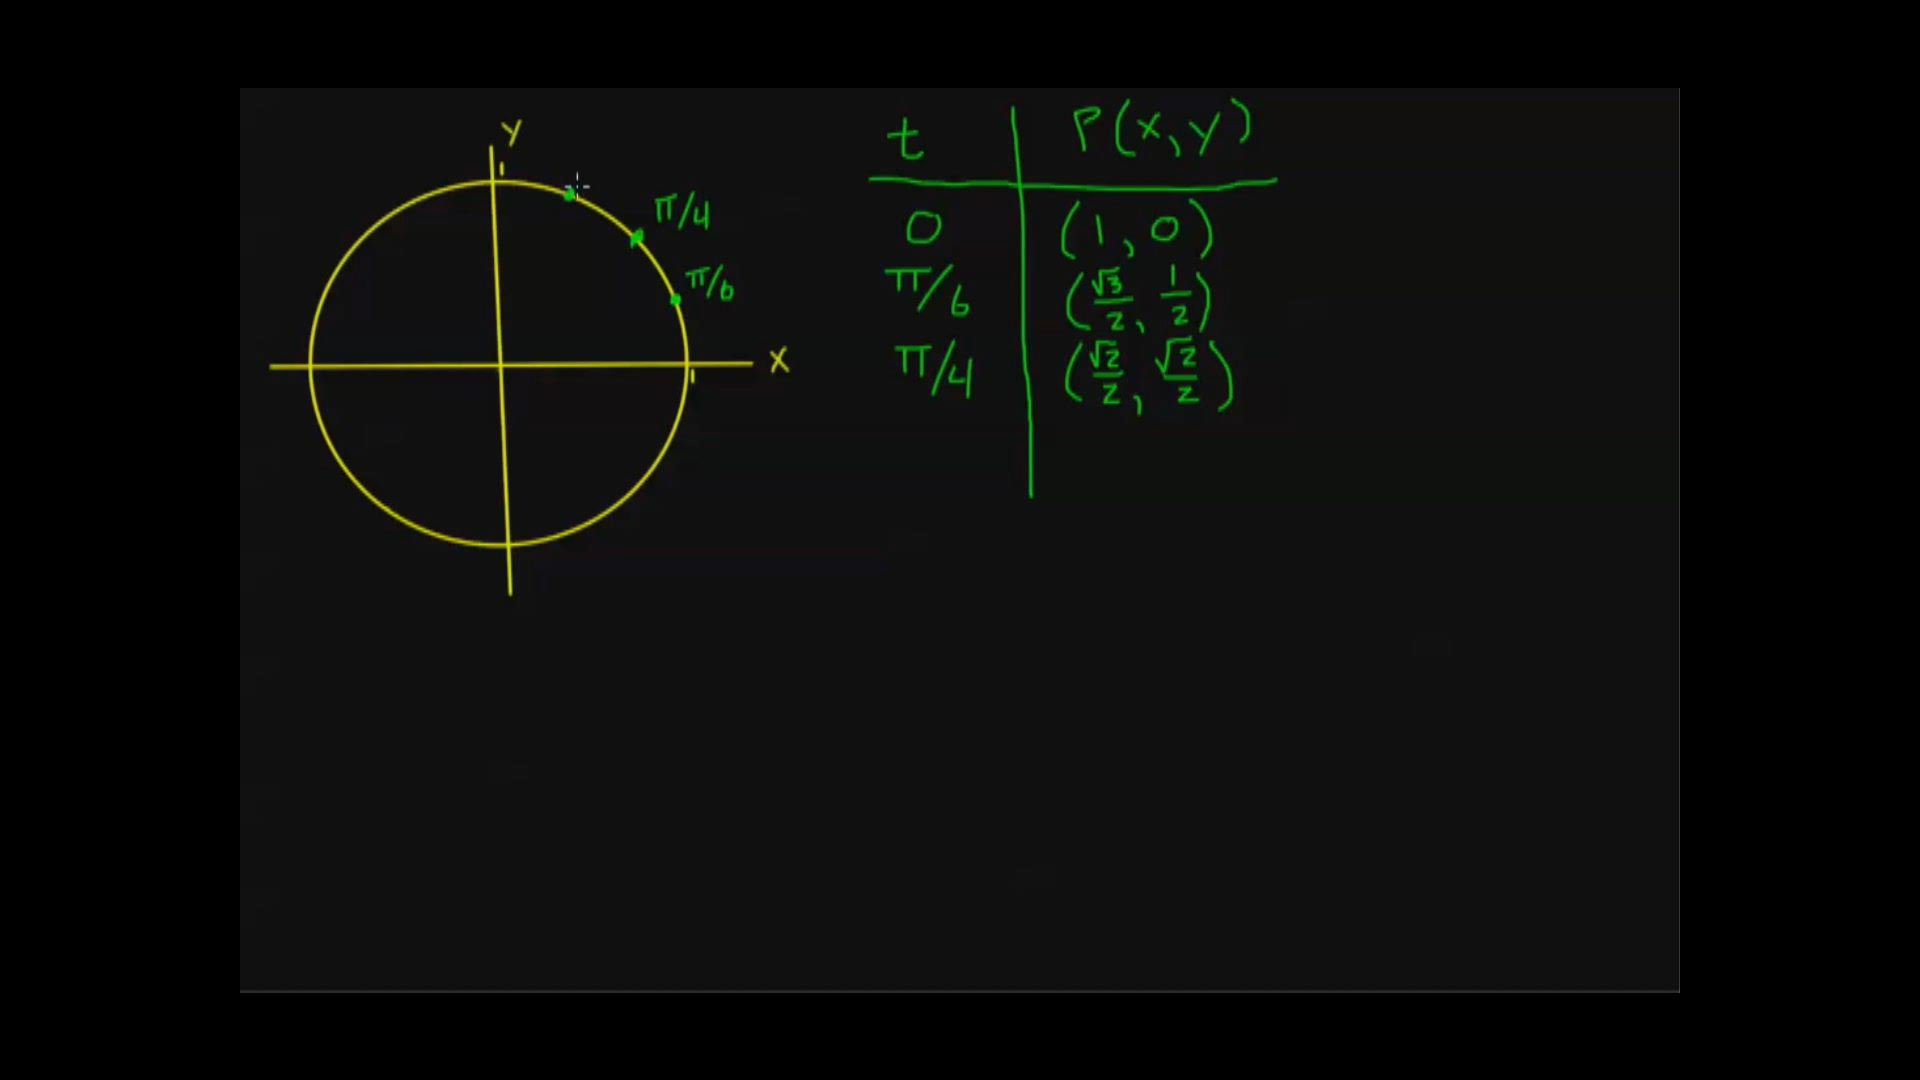 y
1
π/4
π/6
x
1
t P(x,y)
0 (1,0)
π/6 (√3/2, 1/2)
π/4 (√2/2, √2/2)